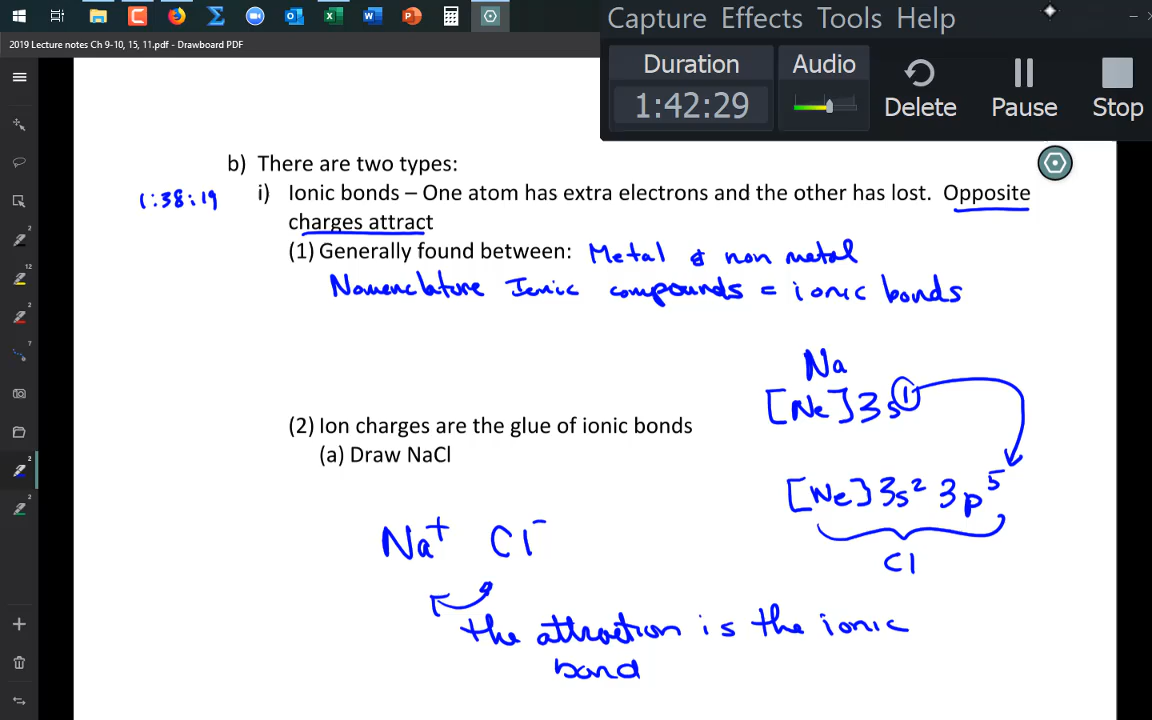 Capture Effects Tools Help
2019 Lecture notes Ch 9-10, 15, 11.pdf - Drawboard PDF
Duration
Audio
1:42:29
Delete
Pause
Stop
b) There are two types:
1:38:19
i) Ionic bonds – One atom has extra electrons and the other has lost. Opposite
charges attract
(1) Generally found between: Metal & non metal
Nomenclature Ionic compounds = ionic bonds
Na
[Ne]3s¹
(2) Ion charges are the glue of ionic bonds
(a) Draw NaCl
[Ne]3s² 3p⁵
Cl
Na⁺ Cl⁻
the attraction is the ionic
bond